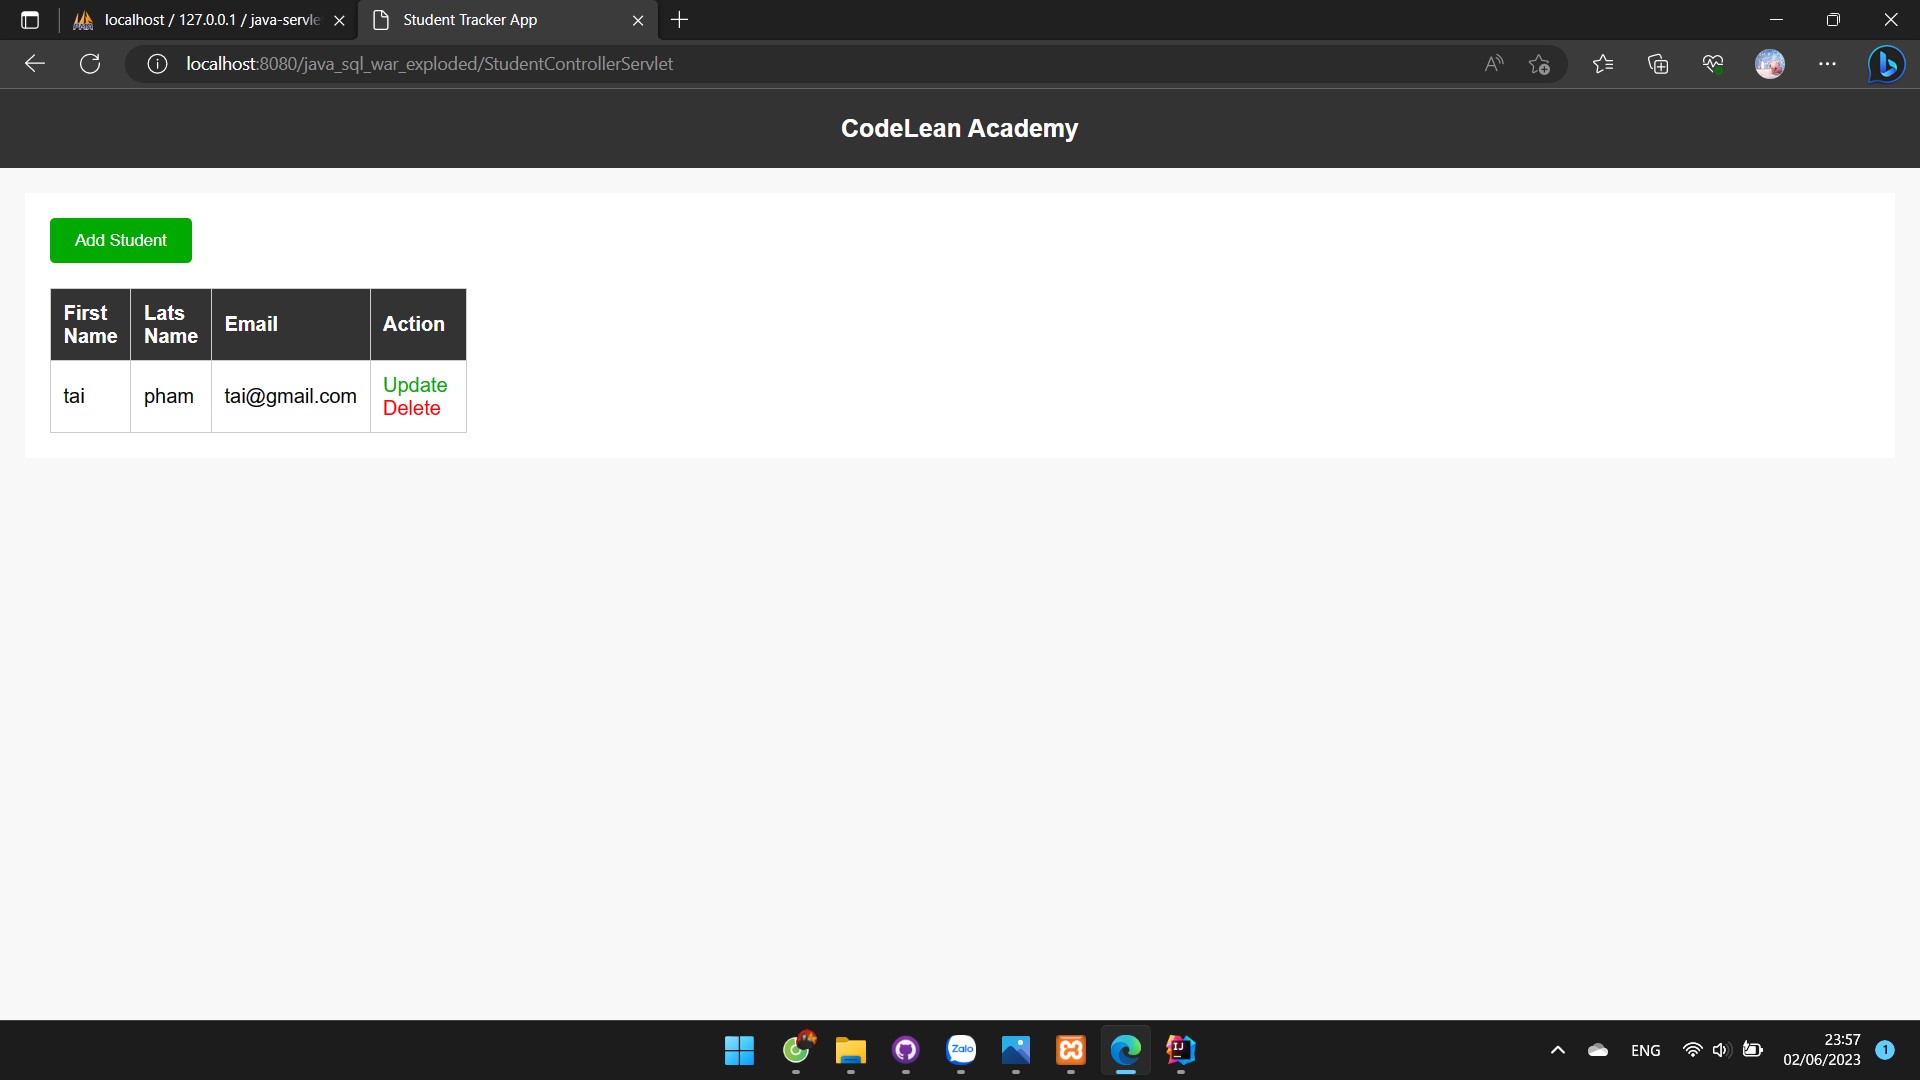 localhost / 127.0.0.1 / java-servle
Student Tracker App
localhost:8080/java_sql_war_exploded/StudentControllerServlet
CodeLean Academy
Add Student
First Name
Lats Name
Email
Action
tai
pham
tai@gmail.com
Update
Delete
Zalo
IJ
ENG
23:57
02/06/2023
1